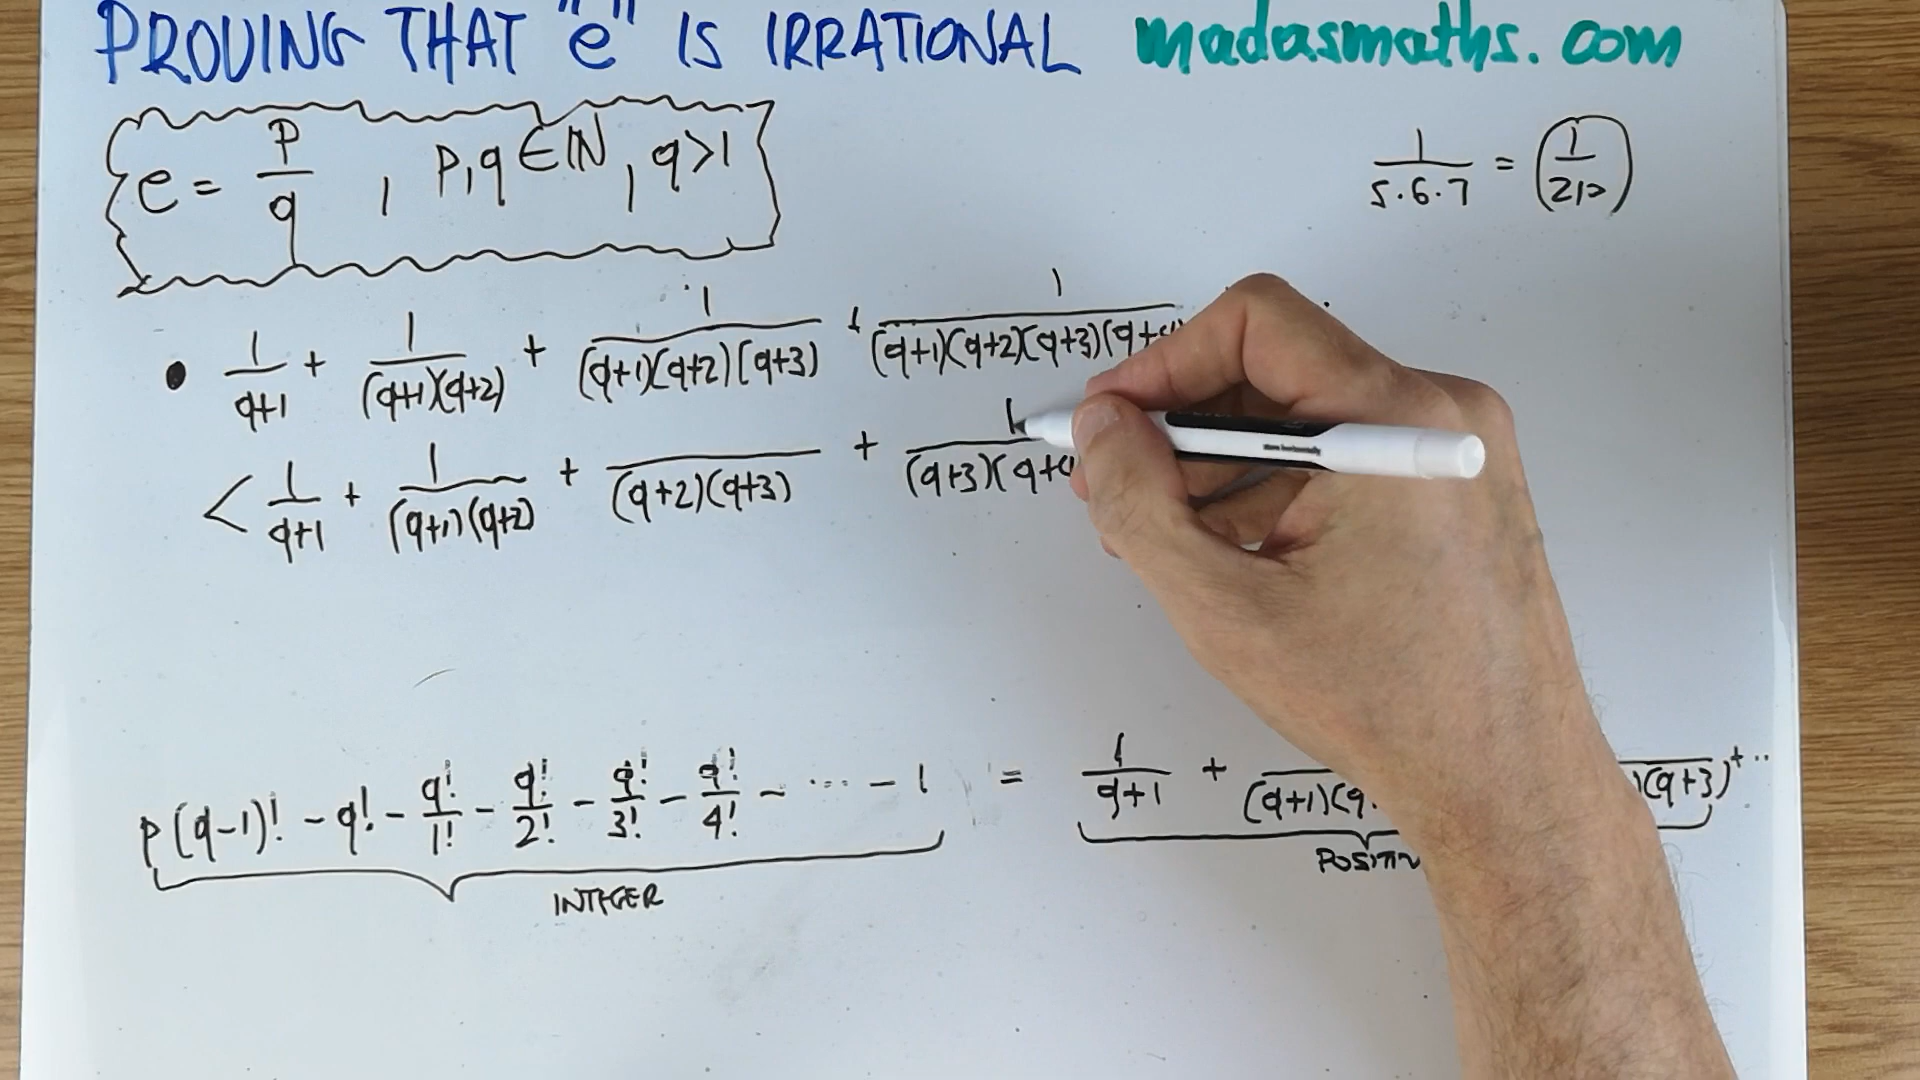 PROVING THAT "e" IS IRRATIONAL madasmaths.com
e = p/q , p,q ∈ ℕ , q>1
1/(5·6·7) = (1/210)
• 1/(q+1) + 1/((q+1)(q+2)) + 1/((q+1)(q+2)(q+3)) + 1/((q+1)(q+2)(q+3)(q+4)
< 1/(q+1) + 1/((q+1)(q+2)) + /((q+2)(q+3)) + 1/((q+3)(q+4
p(q-1)! - q! - q!/1! - q!/2! - q!/3! - q!/4! - ... - 1 = 1/(q+1) + /((q+1)(q )(q+3) + ..
INTEGER